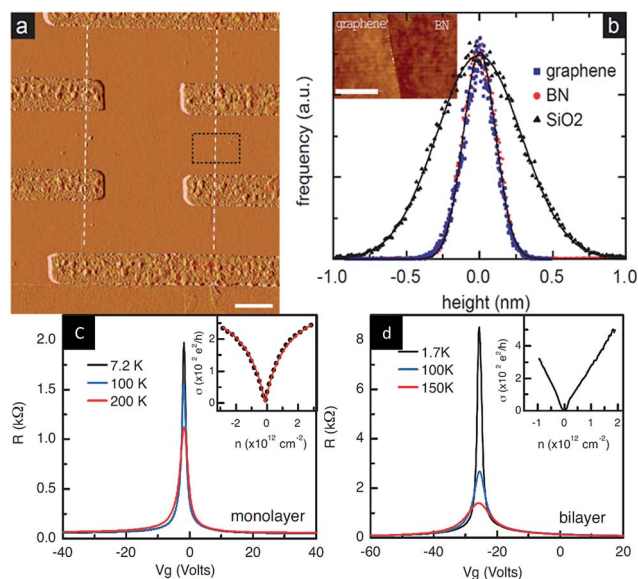 a
b
graphene
BN
graphene
BN
SiO2
frequency (a.u.)
-1.0
-0.5
0.0
0.5
1.0
height (nm)
c
R (kΩ)
2.0
1.5
1.0
0.5
0.0
7.2 K
100 K
200 K
σ (x10² e²/h)
4
2
0
-2
0
2
n (x10¹² cm⁻²)
monolayer
-40
-20
0
20
40
Vg (Volts)
d
R (kΩ)
8
6
4
2
0
1.7K
100K
150K
σ (x10² e²/h)
4
2
0
-1
0
1
2
n (x10¹² cm⁻²)
bilayer
-60
-40
-20
0
20
Vg (Volts)